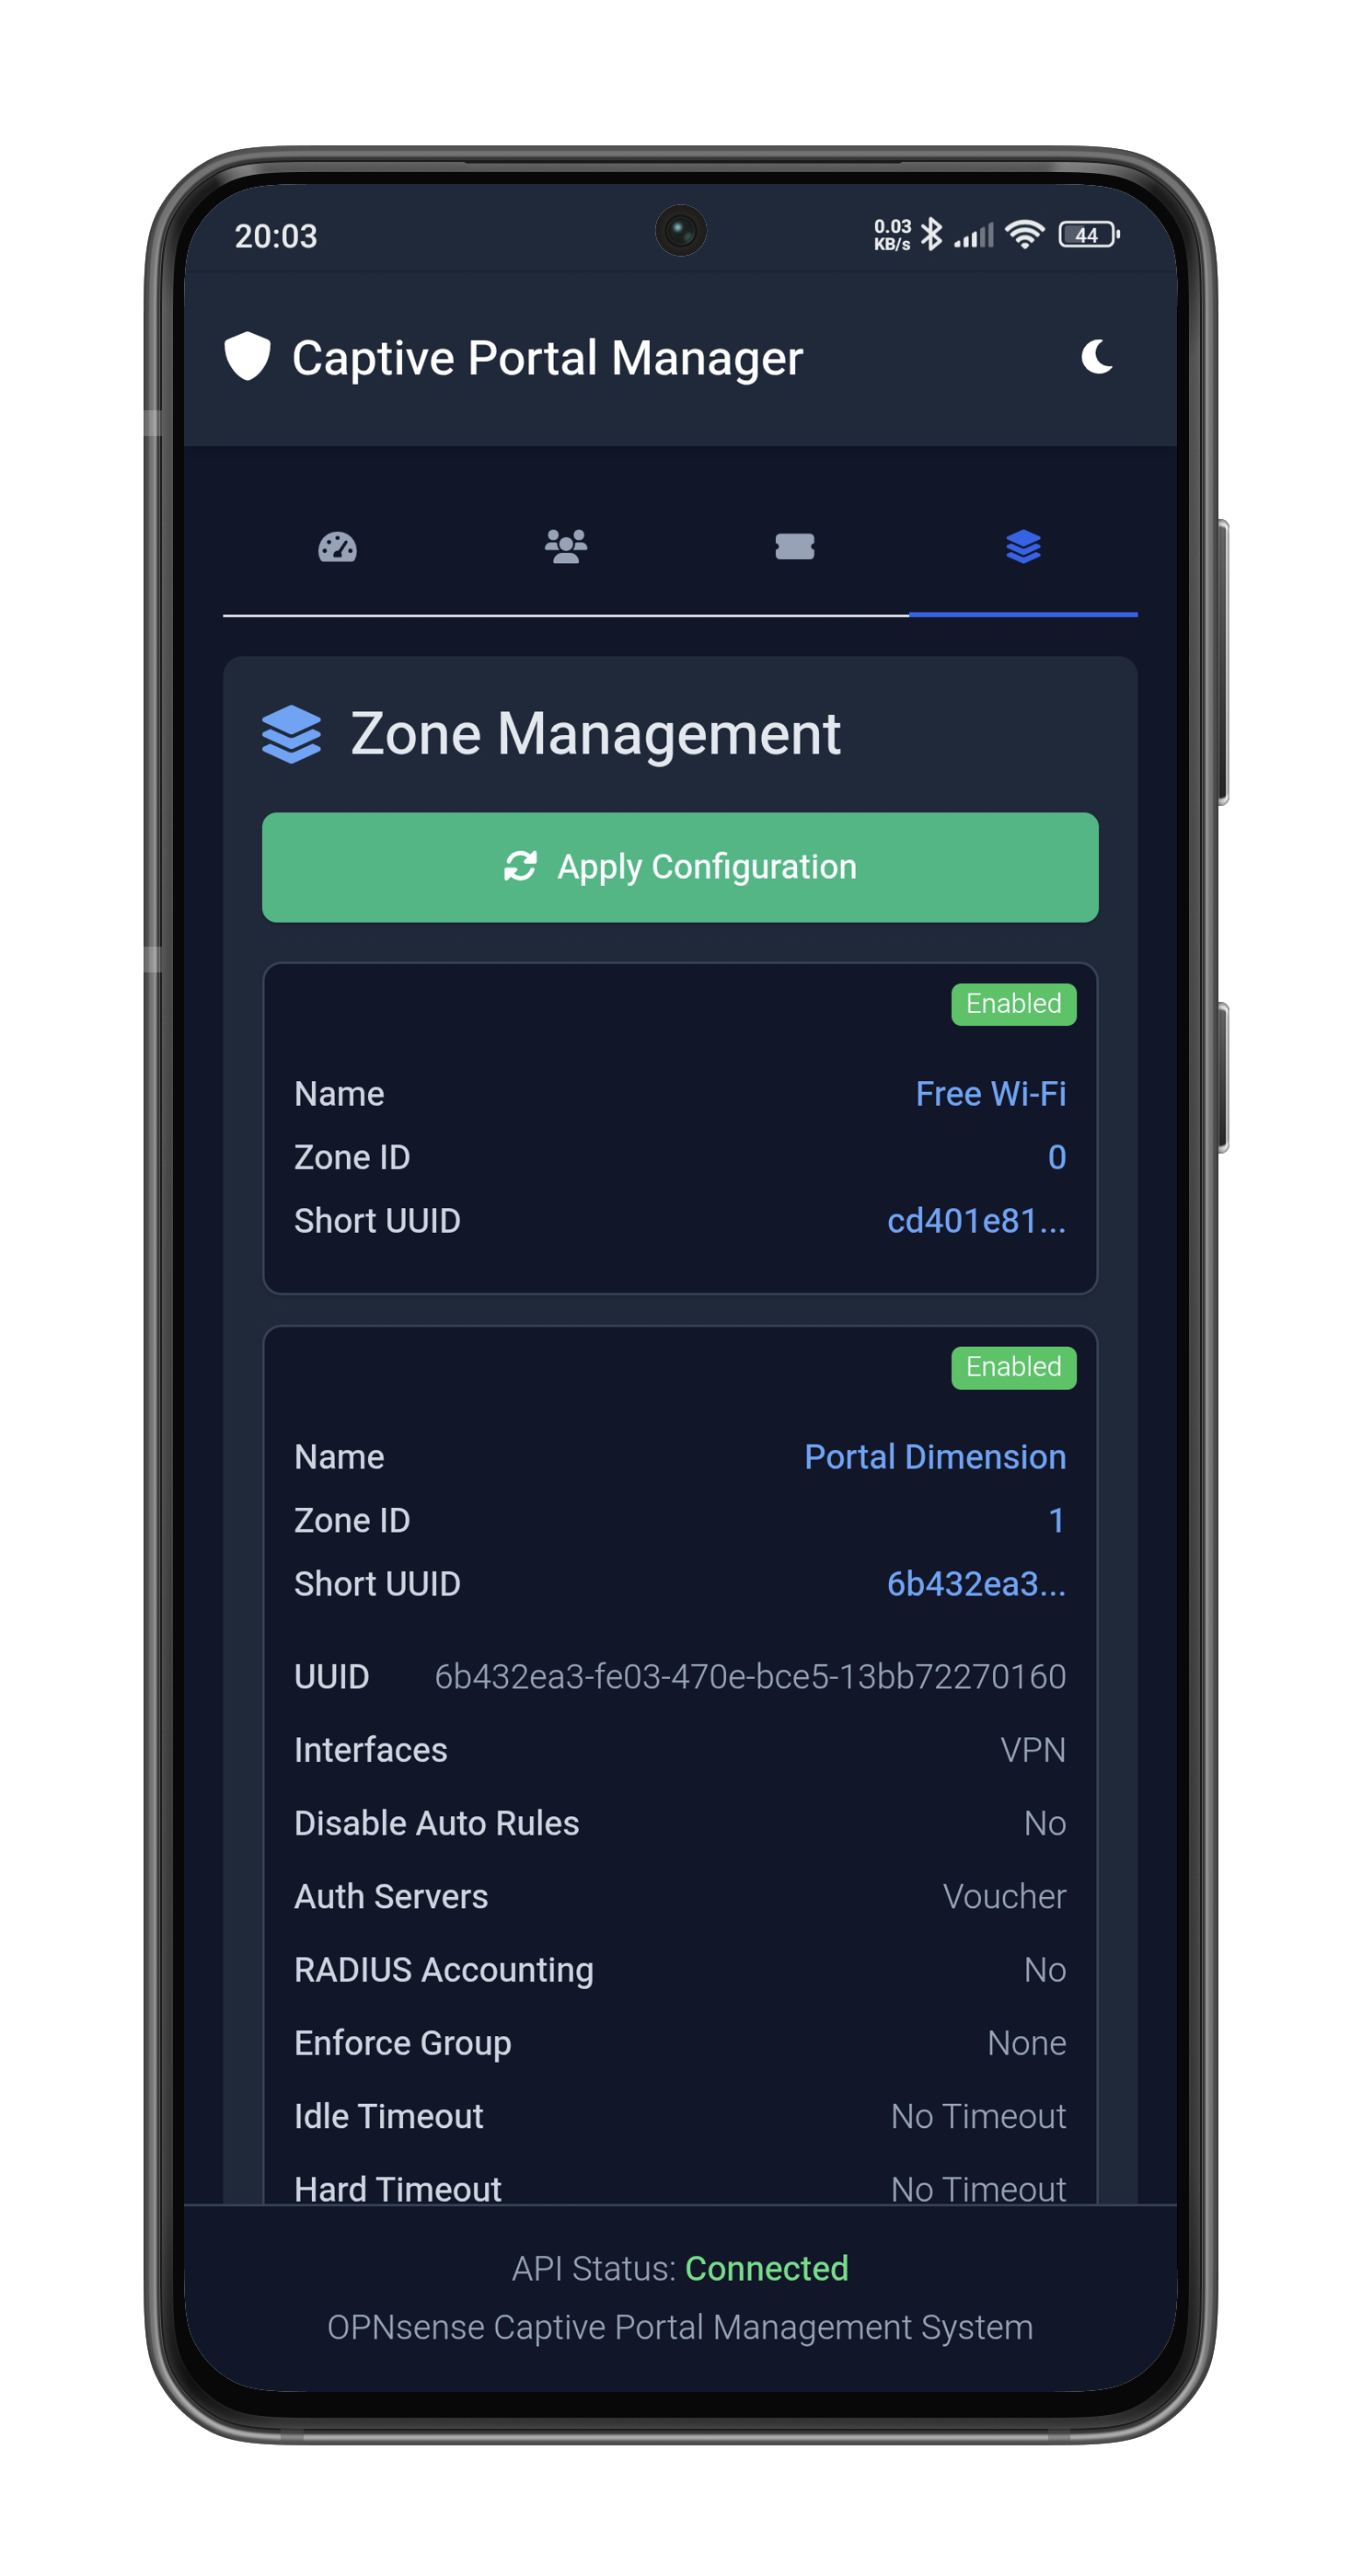 20:03
0.03
KB/s
44
Captive Portal Manager
Zone Management
Apply Configuration
Enabled
Name Free Wi-Fi
Zone ID 0
Short UUID cd401e81...
Enabled
Name Portal Dimension
Zone ID 1
Short UUID 6b432ea3...
UUID 6b432ea3-fe03-470e-bce5-13bb72270160
Interfaces VPN
Disable Auto Rules No
Auth Servers Voucher
RADIUS Accounting No
Enforce Group None
Idle Timeout No Timeout
Hard Timeout No Timeout
API Status: Connected
OPNsense Captive Portal Management System